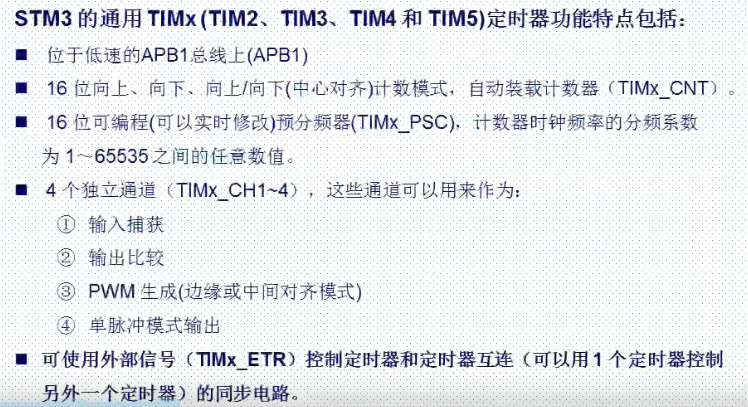 STM3 的通用 TIMx (TIM2、TIM3、TIM4 和 TIM5)定时器功能特点包括：
■ 位于低速的APB1总线上(APB1)
■ 16 位向上、向下、向上/向下(中心对齐)计数模式，自动装载计数器（TIMx_CNT）。
■ 16 位可编程(可以实时修改)预分频器(TIMx_PSC)，计数器时钟频率的分频系数
为 1～65535 之间的任意数值。
■ 4 个独立通道（TIMx_CH1~4），这些通道可以用来作为：
① 输入捕获
② 输出比较
③ PWM 生成(边缘或中间对齐模式)
④ 单脉冲模式输出
■ 可使用外部信号（TIMx_ETR）控制定时器和定时器互连（可以用 1 个定时器控制
另外一个定时器）的同步电路。